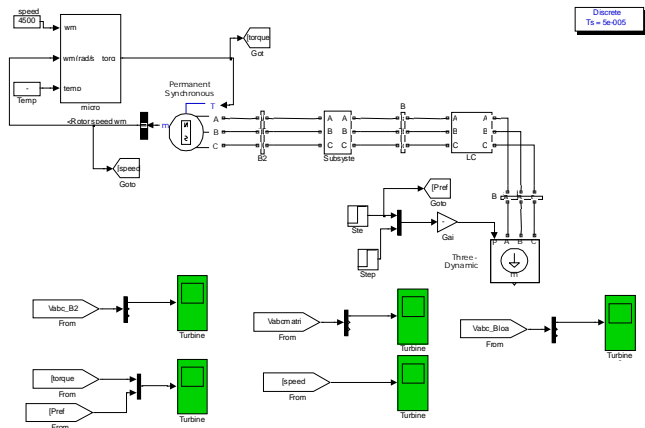 speed
4500
wm
wm(rad/s
torq
temp
Temp
micro
Discrete
Ts = 5e-005
[torque
Got
Permanent
Synchronous
T
<Rotor speed wm
m
A
B
C
B2
A
B
C
A
B
C
Subsyste
B
A
B
C
A
B
C
LC
[speed
Goto
[Pref
Goto
B
Ste
Step
Gai
Three-
Dynamic
P
A
B
C
m
Vabc_B2
From
Turbine
Vabcmatri
From
Turbine
Vabc_Bloa
From
Turbine
[torque
From
[Pref
From
Turbine
[speed
From
Turbine